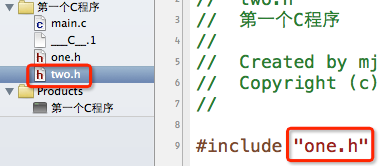 第一个C程序
main.c
___C__.1
one.h
two.h
Products
第一个C程序
// two.h
// 第一个C程序
//
// Created by mj
// Copyright (c)
//
9 #include "one.h"